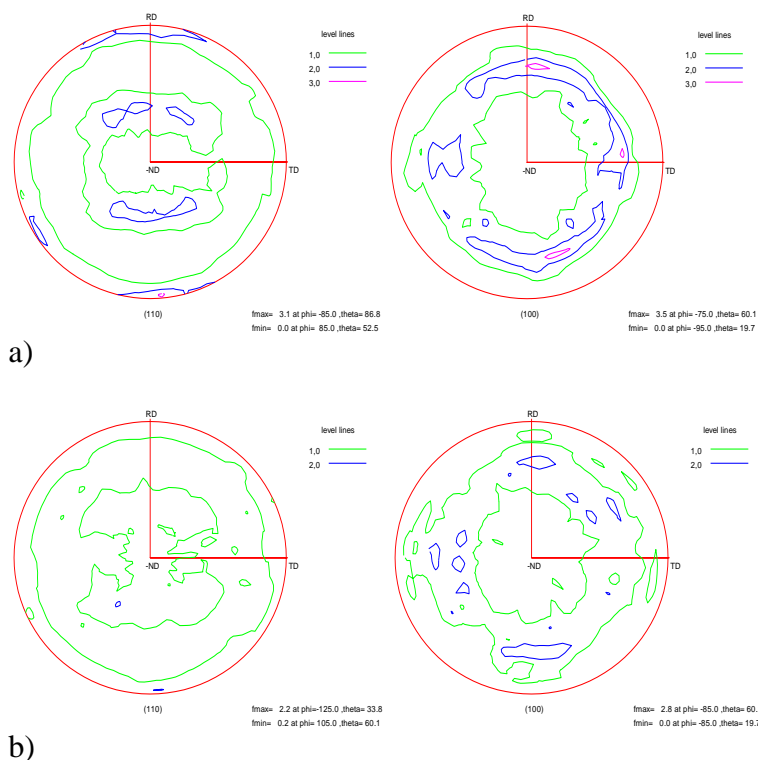 RD
level lines
1,0
2,0
3,0
-ND
TD
(110)
fmax= 3.1 at phi= -85.0 ,theta= 86.8
fmin= 0.0 at phi= 85.0 ,theta= 52.5
RD
level lines
1,0
2,0
3,0
-ND
TD
(100)
fmax= 3.5 at phi= -75.0 ,theta= 60.1
fmin= 0.0 at phi= -95.0 ,theta= 19.7
a)
RD
level lines
1,0
2,0
-ND
TD
(110)
fmax= 2.2 at phi=-125.0 ,theta= 33.8
fmin= 0.2 at phi= 105.0 ,theta= 60.1
RD
level lines
1,0
2,0
-ND
TD
(100)
fmax= 2.8 at phi= -85.0 ,theta= 60.
fmin= 0.0 at phi= -85.0 ,theta= 19.7
b)